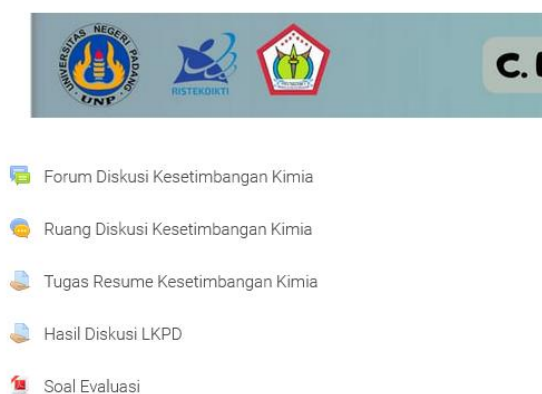 UNIVERSITAS NEGERI PADANG
UNP
RISTEKDIKTI
C.
Forum Diskusi Kesetimbangan Kimia
Ruang Diskusi Kesetimbangan Kimia
Tugas Resume Kesetimbangan Kimia
Hasil Diskusi LKPD
Soal Evaluasi